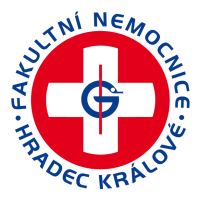 FAKULTNÍ NEMOCNICE
HRADEC KRÁLOVÉ
G